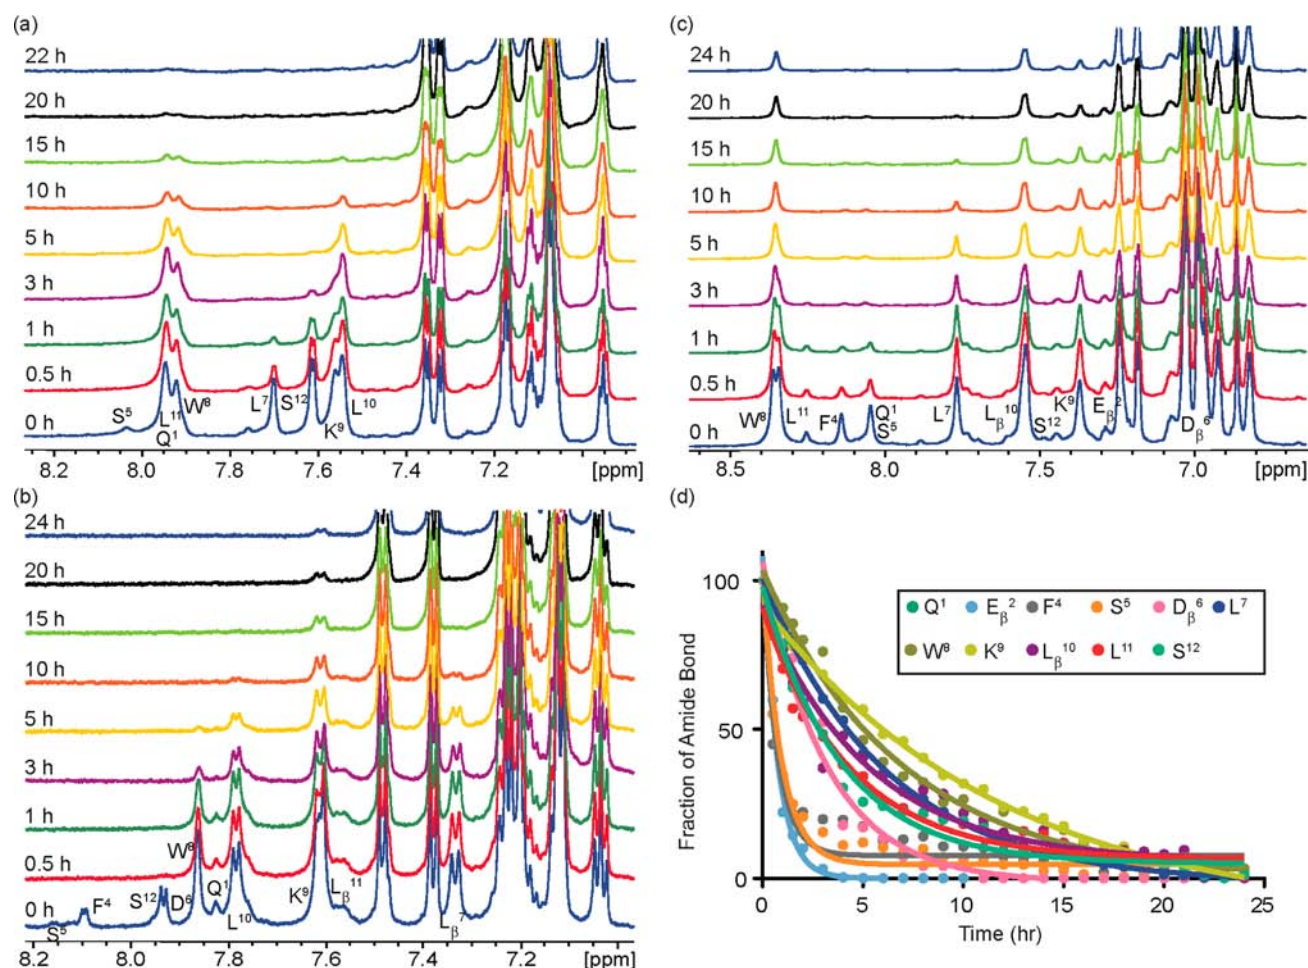 (a)
22 h
20 h
15 h
10 h
5 h
3 h
1 h
0.5 h
0 h
S⁵
L¹¹
Q¹
W⁸
L⁷
S¹²
K⁹
L¹⁰
8.2 8.0 7.8 7.6 7.4 7.2 [ppm]
(c)
24 h
20 h
15 h
10 h
5 h
3 h
1 h
0.5 h
0 h
W⁸
L¹¹
F⁴
Q¹
S⁵
L⁷
Lβ¹⁰
S¹²
K⁹
Eβ²
Dβ⁶
8.5 8.0 7.5 7.0 [ppm]
(b)
24 h
20 h
15 h
10 h
5 h
3 h
1 h
0.5 h
0 h
S⁵
F⁴
S¹²
D⁶
W⁸
Q¹
L¹⁰
K⁹
Lβ¹¹
Lβ⁷
8.2 8.0 7.8 7.6 7.4 7.2 [ppm]
(d)
Fraction of Amide Bond
100
50
0
Q¹ Eβ² F⁴ S⁵ Dβ⁶ L⁷
W⁸ K⁹ Lβ¹⁰ L¹¹ S¹²
0 5 10 15 20 25
Time (hr)